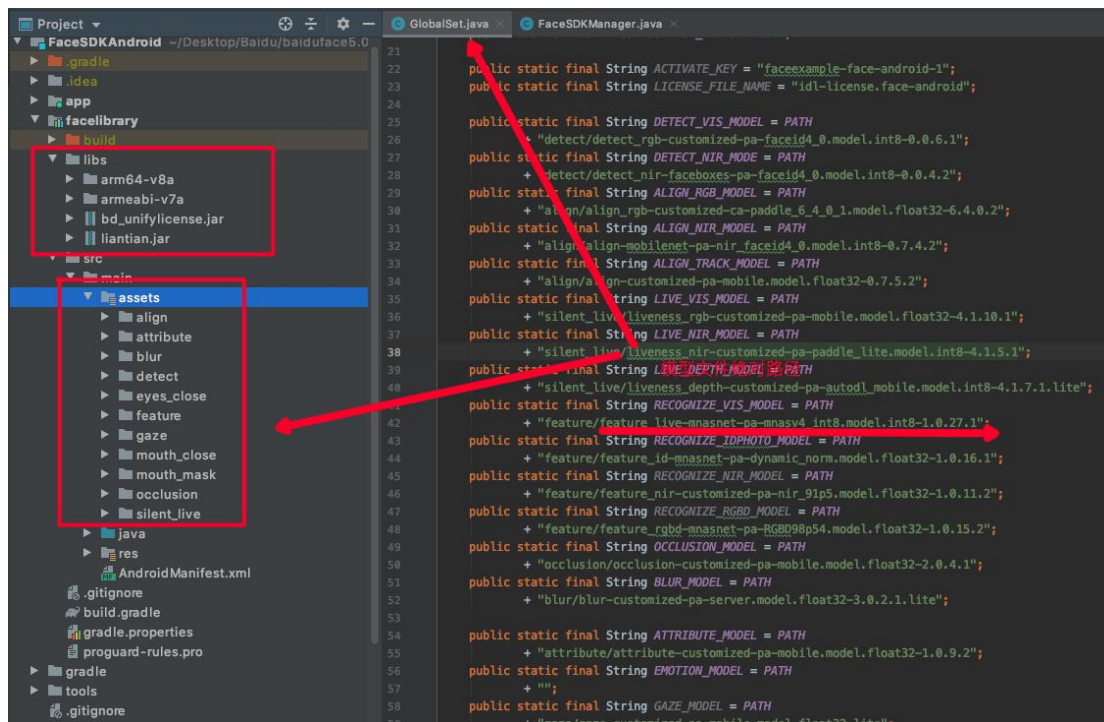 Project
FaceSDKAndroid ~/Desktop/Baidu/baiduface5.0
.gradle
.idea
app
facelibrary
build
libs
arm64-v8a
armeabi-v7a
bd_unifylicense.jar
liantian.jar
src
main
assets
align
attribute
blur
detect
eyes_close
feature
gaze
mouth_close
mouth_mask
occlusion
silent_live
java
res
AndroidManifest.xml
.gitignore
build.gradle
gradle.properties
proguard-rules.pro
gradle
tools
.gitignore
GlobalSet.java
FaceSDKManager.java
21
22 public static final String ACTIVATE_KEY = "faceexample-face-android-1";
23 public static final String LICENSE_FILE_NAME = "idl-license.face-android";
24
25 public static final String DETECT_VIS_MODEL = PATH
26 + "detect/detect_rgb-customized-pa-faceid4_0.model.int8-0.0.6.1";
27 public static final String DETECT_NIR_MODE = PATH
28 + "detect/detect_nir-faceboxes-pa-faceid4_0.model.int8-0.0.4.2";
29 public static final String ALIGN_RGB_MODEL = PATH
30 + "align/align_rgb-customized-ca-paddle_6_4_0_1.model.float32-6.4.0.2";
31 public static final String ALIGN_NIR_MODEL = PATH
32 + "align/align-mobilenet-pa-nir_faceid4_0.model.int8-0.7.4.2";
33 public static final String ALIGN_TRACK_MODEL = PATH
34 + "align/align-customized-pa-mobile.model.float32-0.7.5.2";
35 public static final String LIVE_VIS_MODEL = PATH
36 + "silent_live/liveness_rgb-customized-pa-mobile.model.float32-4.1.10.1";
37 public static final String LIVE_NIR_MODEL = PATH
38 + "silent_live/liveness_nir-customized-pa-paddle_lite.model.int8-4.1.5.1";
模型文件绝对路径
39 public static final String LIVE_DEPTH_MODEL = PATH
40 + "silent_live/liveness_depth-customized-pa-autodl_mobile.model.int8-4.1.7.1.lite";
41 public static final String RECOGNIZE_VIS_MODEL = PATH
42 + "feature/feature_live-mnasnet-pa-mnasv4_int8.model.int8-1.0.27.1";
43 public static final String RECOGNIZE_IDPHOTO_MODEL = PATH
44 + "feature/feature_id-mnasnet-pa-dynamic_norm.model.float32-1.0.16.1";
45 public static final String RECOGNIZE_NIR_MODEL = PATH
46 + "feature/feature_nir-customized-pa-nir_91p5.model.float32-1.0.11.2";
47 public static final String RECOGNIZE_RGBD_MODEL = PATH
48 + "feature/feature_rgbd-mnasnet-pa-RGBD98p54.model.float32-1.0.15.2";
49 public static final String OCCLUSION_MODEL = PATH
50 + "occlusion/occlusion-customized-pa-mobile.model.float32-2.0.4.1";
51 public static final String BLUR_MODEL = PATH
52 + "blur/blur-customized-pa-server.model.float32-3.0.2.1.lite";
53
54 public static final String ATTRIBUTE_MODEL = PATH
55 + "attribute/attribute-customized-pa-mobile.model.float32-1.0.9.2";
56 public static final String EMOTION_MODEL = PATH
57 + "";
58 public static final String GAZE_MODEL = PATH